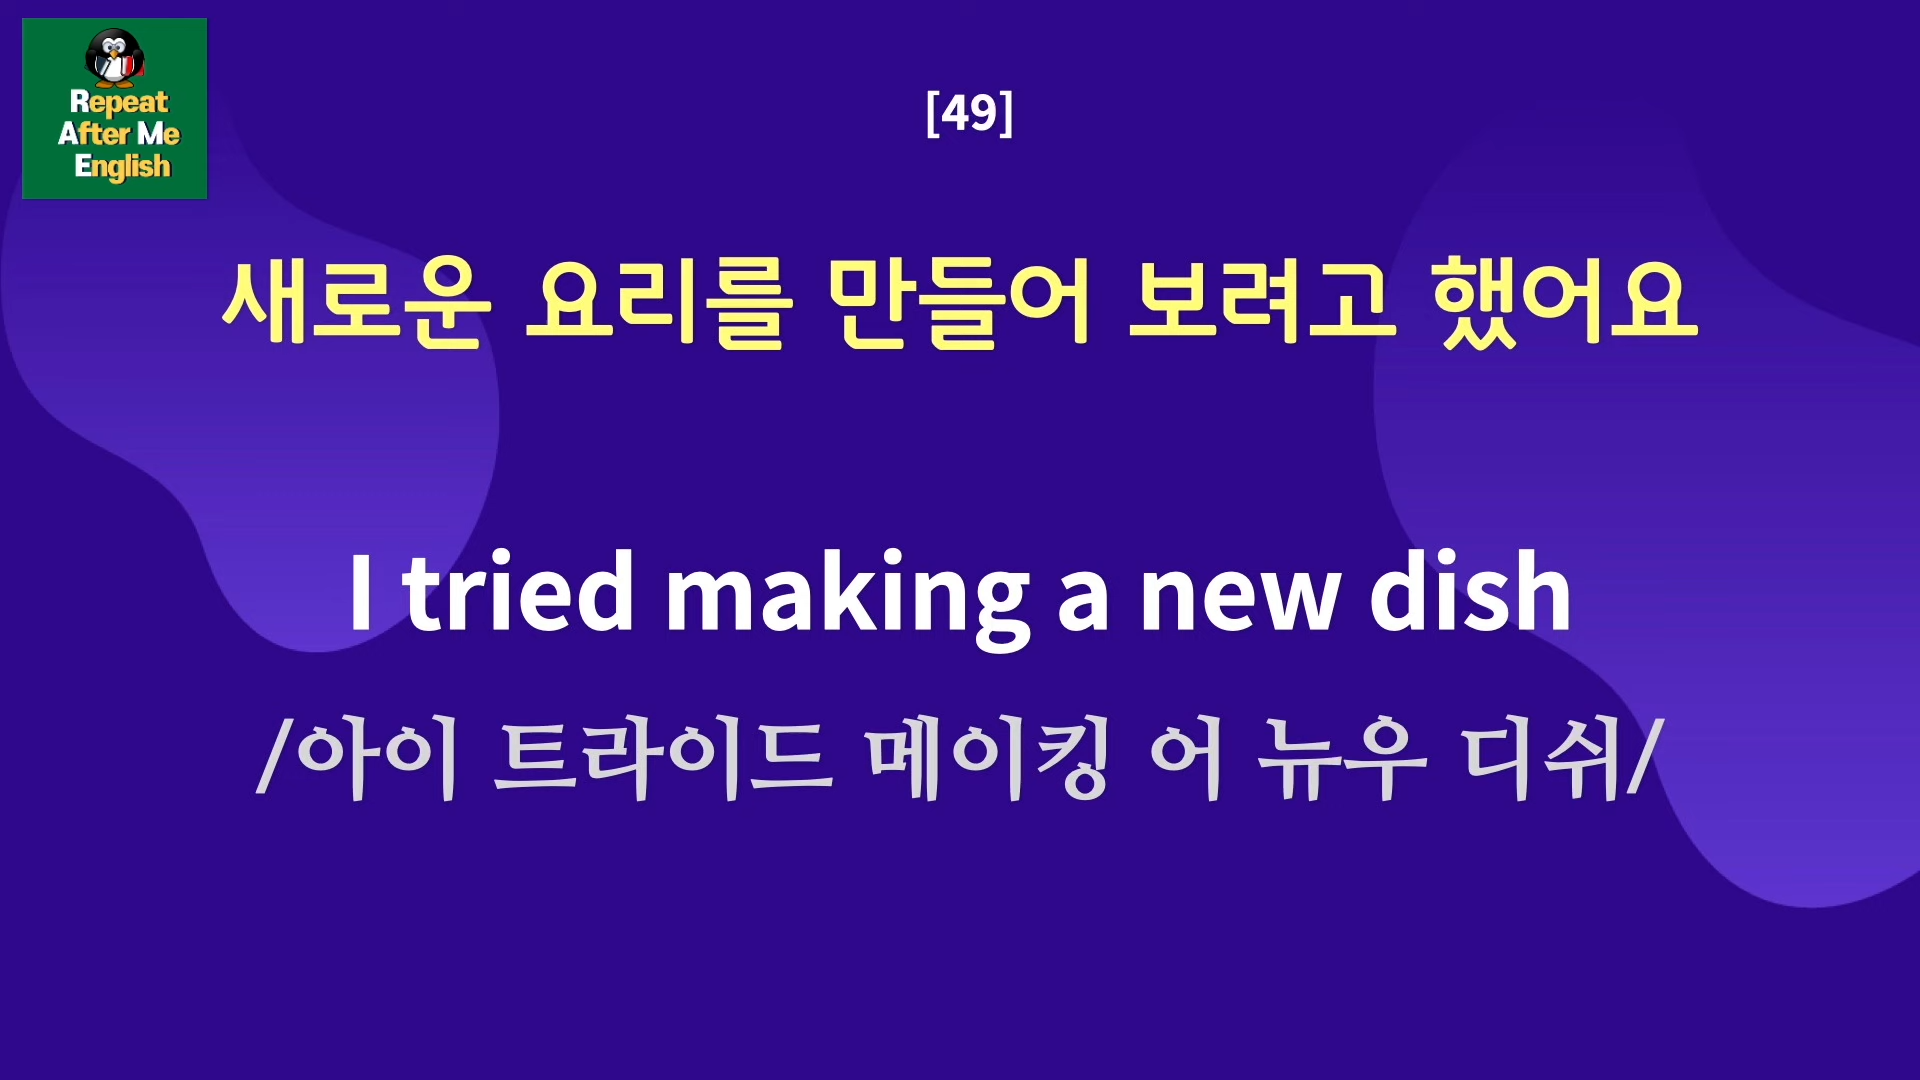 Repeat
After Me
English
[49]
새로운 요리를 만들어 보려고 했어요
I tried making a new dish
/아이 트라이드 메이킹 어 뉴우 디쉬/